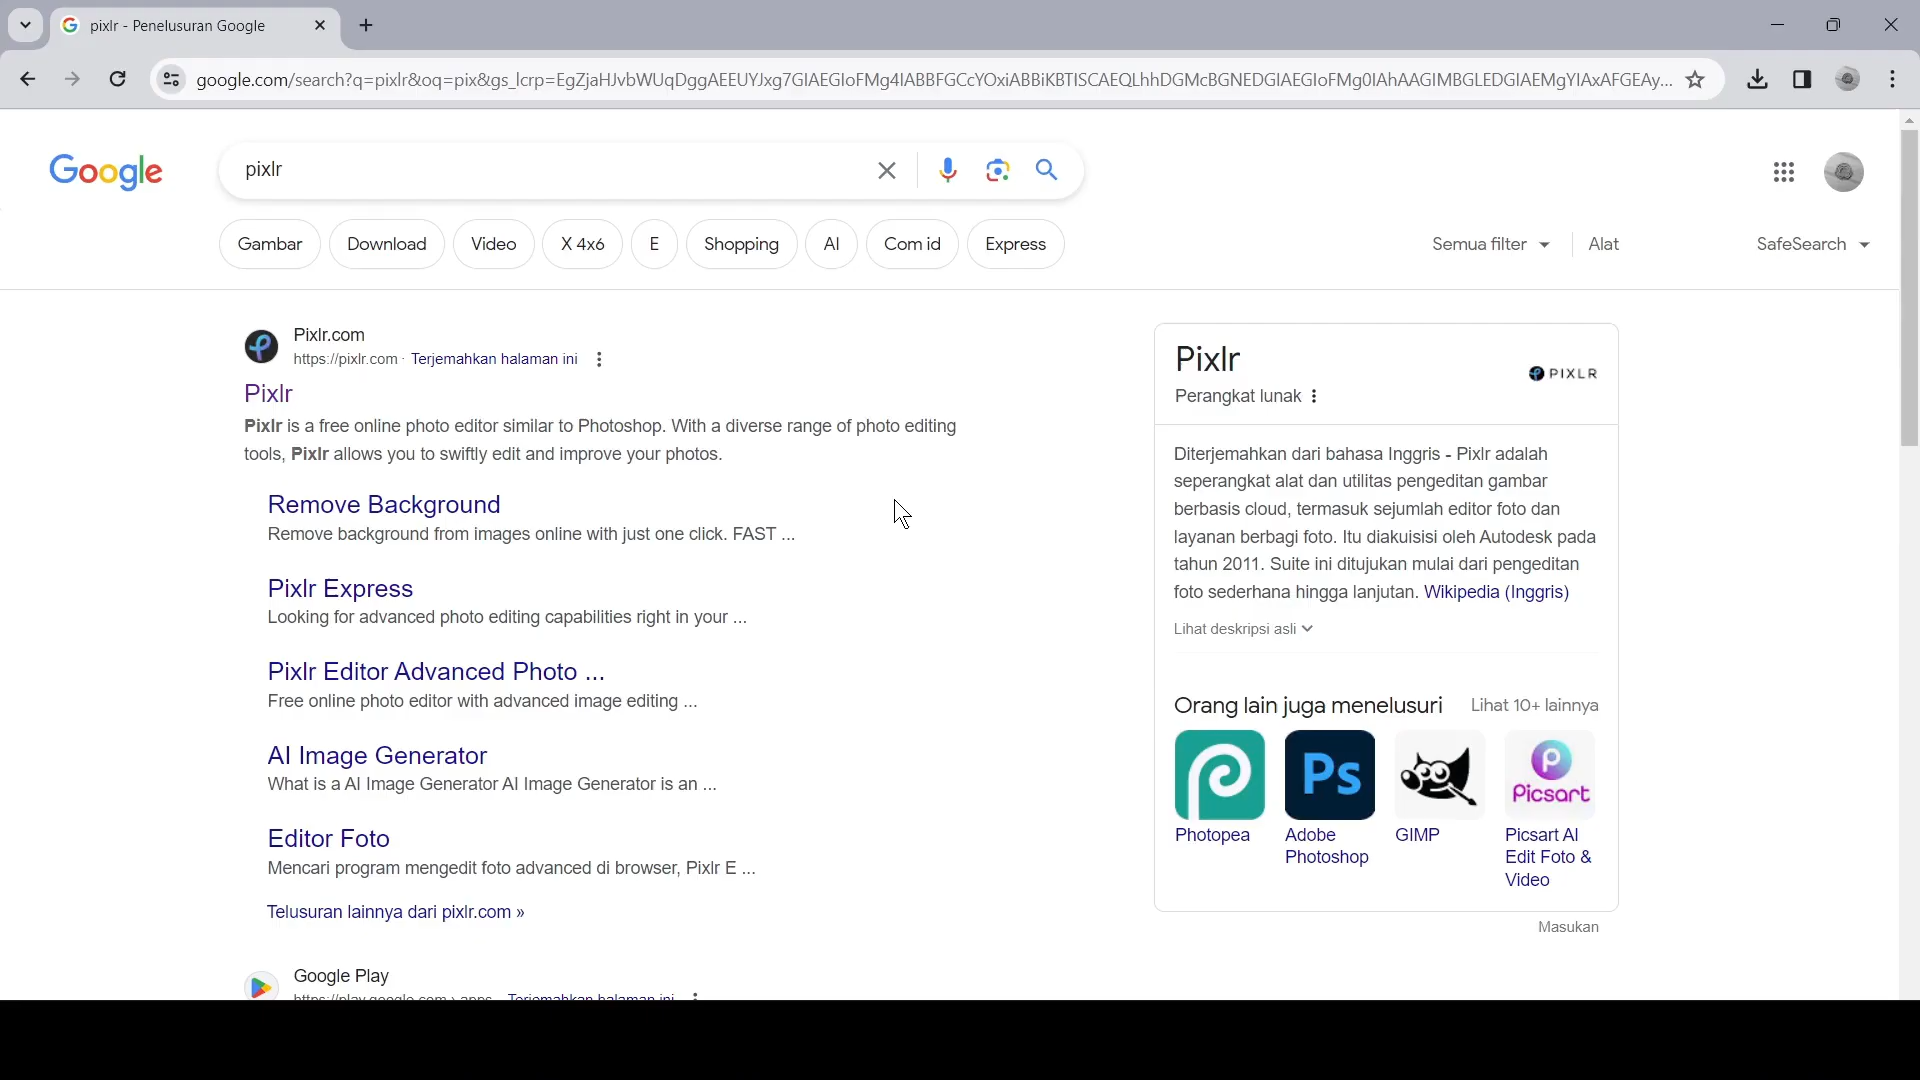 pixlr - Penelusuran Google
google.com/search?q=pixlr&oq=pix&gs_lcrp=EgZjaHJvbWUqDggAEEUYJxg7GIAEGIoFMg4IABBFGCcYOxiABBiKBTISCAEQLhhDGMcBGNEDGIAEGIoFMg0IAhAAGIMBGLEDGIAEMgYIAxAFGEAy...
Google
pixlr
Gambar Download Video X 4x6 E Shopping AI Com id Express
Semua filter Alat SafeSearch
Pixlr.com
https://pixlr.com · Terjemahkan halaman ini
Pixlr
Pixlr is a free online photo editor similar to Photoshop. With a diverse range of photo editing
tools, Pixlr allows you to swiftly edit and improve your photos.
Remove Background
Remove background from images online with just one click. FAST ...
Pixlr Express
Looking for advanced photo editing capabilities right in your ...
Pixlr Editor Advanced Photo ...
Free online photo editor with advanced image editing ...
AI Image Generator
What is a AI Image Generator AI Image Generator is an ...
Editor Foto
Mencari program mengedit foto advanced di browser, Pixlr E ...
Telusuran lainnya dari pixlr.com »
Google Play
https://play.google.com › apps Terjemahkan halaman ini
Pixlr
PIXLR
Perangkat lunak
Diterjemahkan dari bahasa Inggris - Pixlr adalah
seperangkat alat dan utilitas pengeditan gambar
berbasis cloud, termasuk sejumlah editor foto dan
layanan berbagi foto. Itu diakuisisi oleh Autodesk pada
tahun 2011. Suite ini ditujukan mulai dari pengeditan
foto sederhana hingga lanjutan. Wikipedia (Inggris)
Lihat deskripsi asli
Orang lain juga menelusuri Lihat 10+ lainnya
Ps
Picsart
Photopea
Adobe
Photoshop
GIMP
Picsart AI
Edit Foto &
Video
Masukan